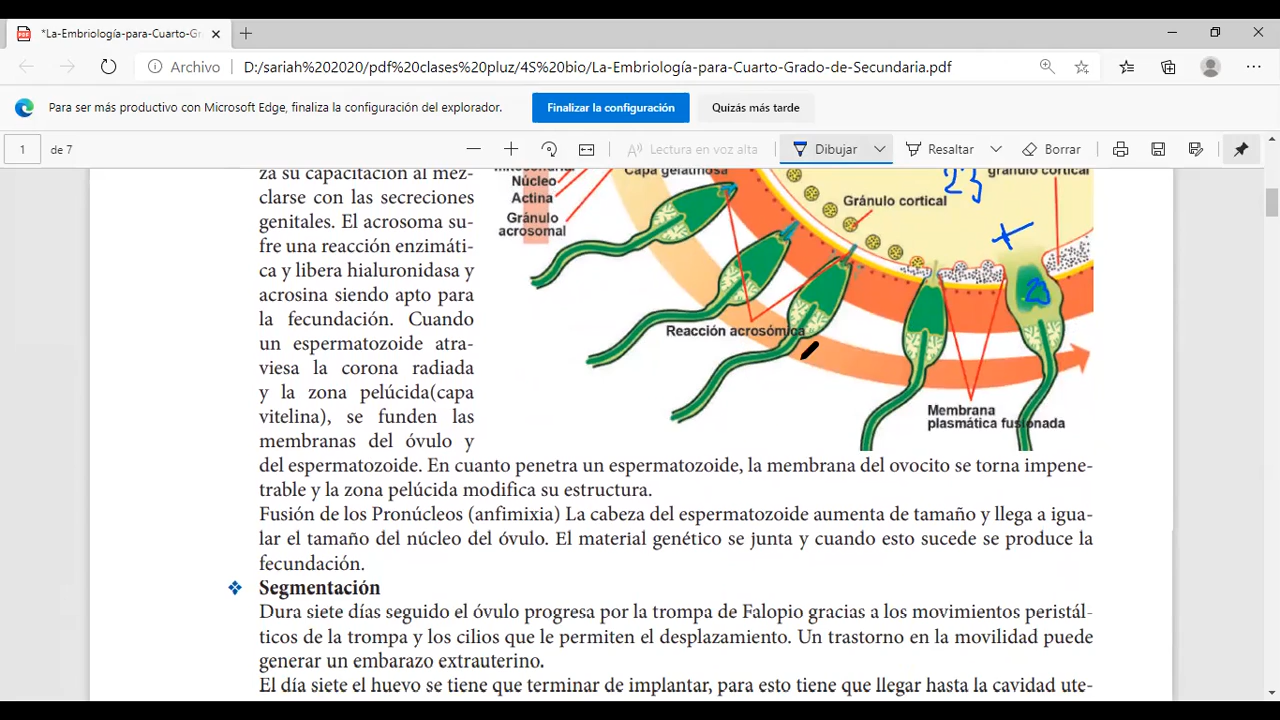 *La-Embriología-para-Cuarto-Gr
Archivo
D:/sariah%202020/pdf%20clases%20pluz/4S%20bio/La-Embriología-para-Cuarto-Grado-de-Secundaria.pdf
Para ser más productivo con Microsoft Edge, finaliza la configuración del explorador.
Finalizar la configuración
Quizás más tarde
1 de 7
Lectura en voz alta
Dibujar
Resaltar
Borrar
za su capacitación al mez-
clarse con las secreciones
genitales. El acrosoma su-
fre una reacción enzimáti-
ca y libera hialuronidasa y
acrosina siendo apto para
la fecundación. Cuando
un espermatozoide atra-
viesa la corona radiada
y la zona pelúcida(capa
vitelina), se funden las
membranas del óvulo y
mitocondria
Núcleo
Actina
Gránulo
acrosomal
Capa gelatinosa
23
gránulo cortical
Gránulo cortical
+
23
Reacción acrosómica
Membrana
plasmática fusionada
del espermatozoide. En cuanto penetra un espermatozoide, la membrana del ovocito se torna impene-
trable y la zona pelúcida modifica su estructura.
Fusión de los Pronúcleos (anfimixia) La cabeza del espermatozoide aumenta de tamaño y llega a igua-
lar el tamaño del núcleo del óvulo. El material genético se junta y cuando esto sucede se produce la
fecundación.
❖ Segmentación
Dura siete días seguido el óvulo progresa por la trompa de Falopio gracias a los movimientos peristál-
ticos de la trompa y los cilios que le permiten el desplazamiento. Un trastorno en la movilidad puede
generar un embarazo extrauterino.
El día siete el huevo se tiene que terminar de implantar, para esto tiene que llegar hasta la cavidad ute-